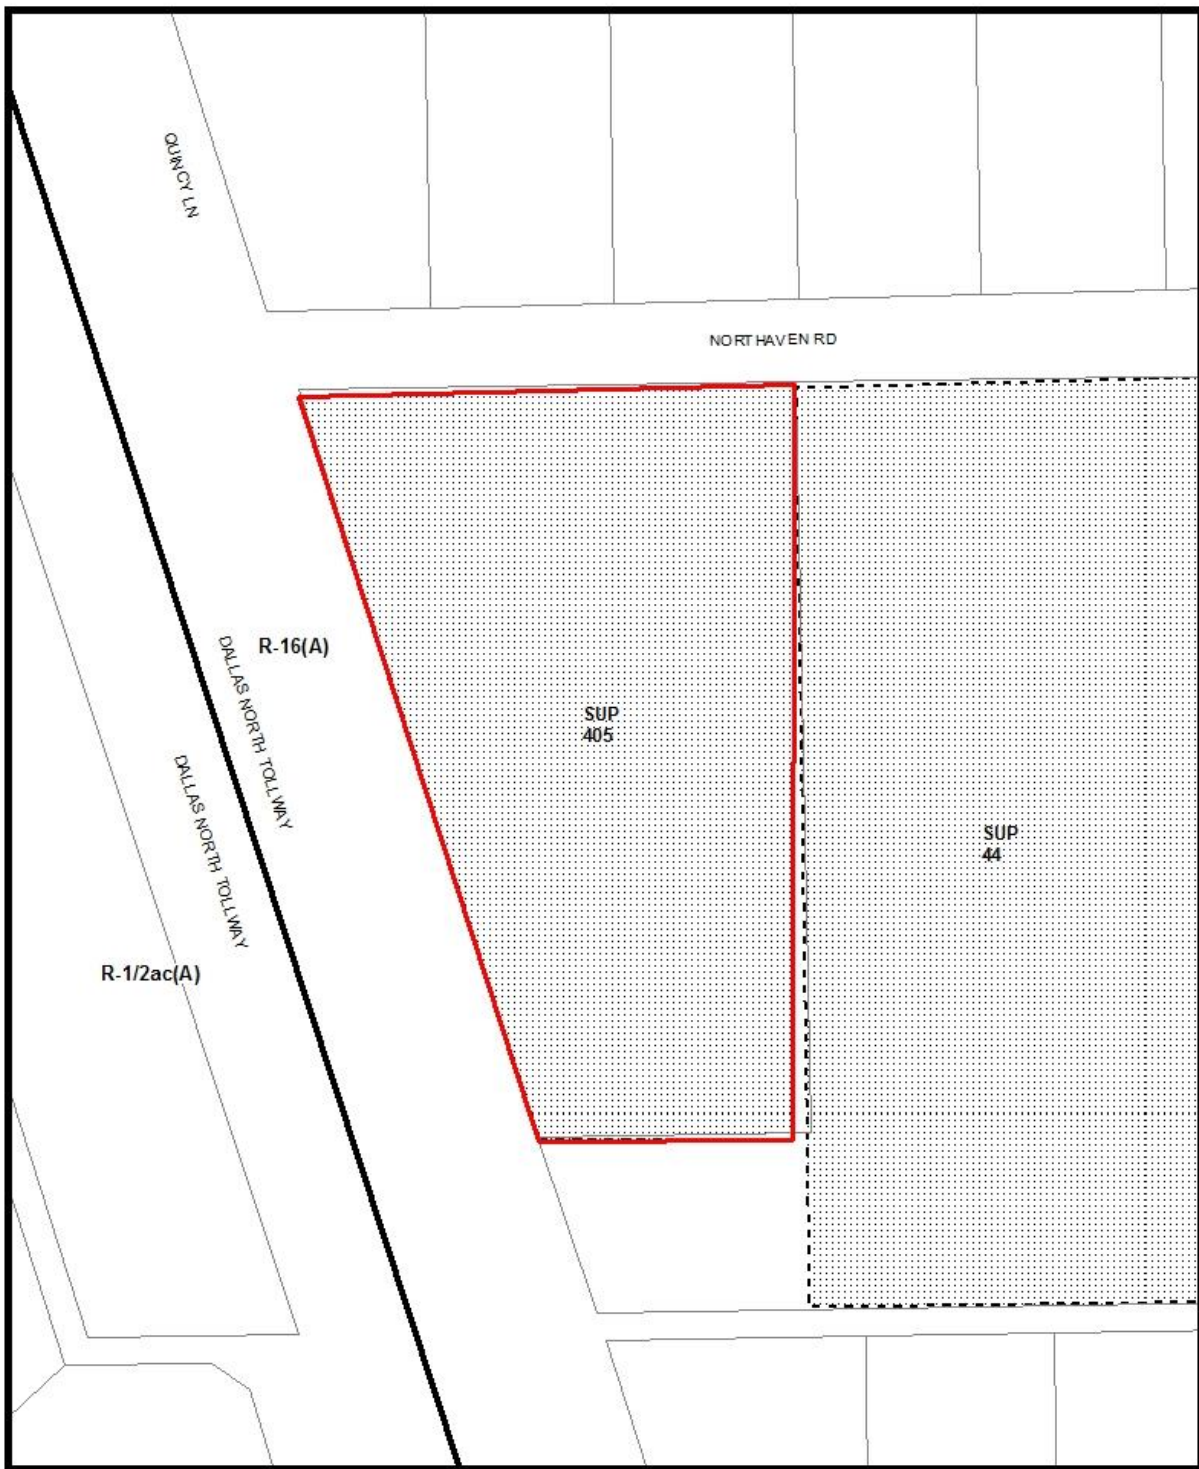 QUINCY LN
NORTHAVEN RD
R-16(A)
DALLAS NORTH TOLLWAY
SUP
405
DALLAS NORTH TOLLWAY
SUP
44
R-1/2ac(A)